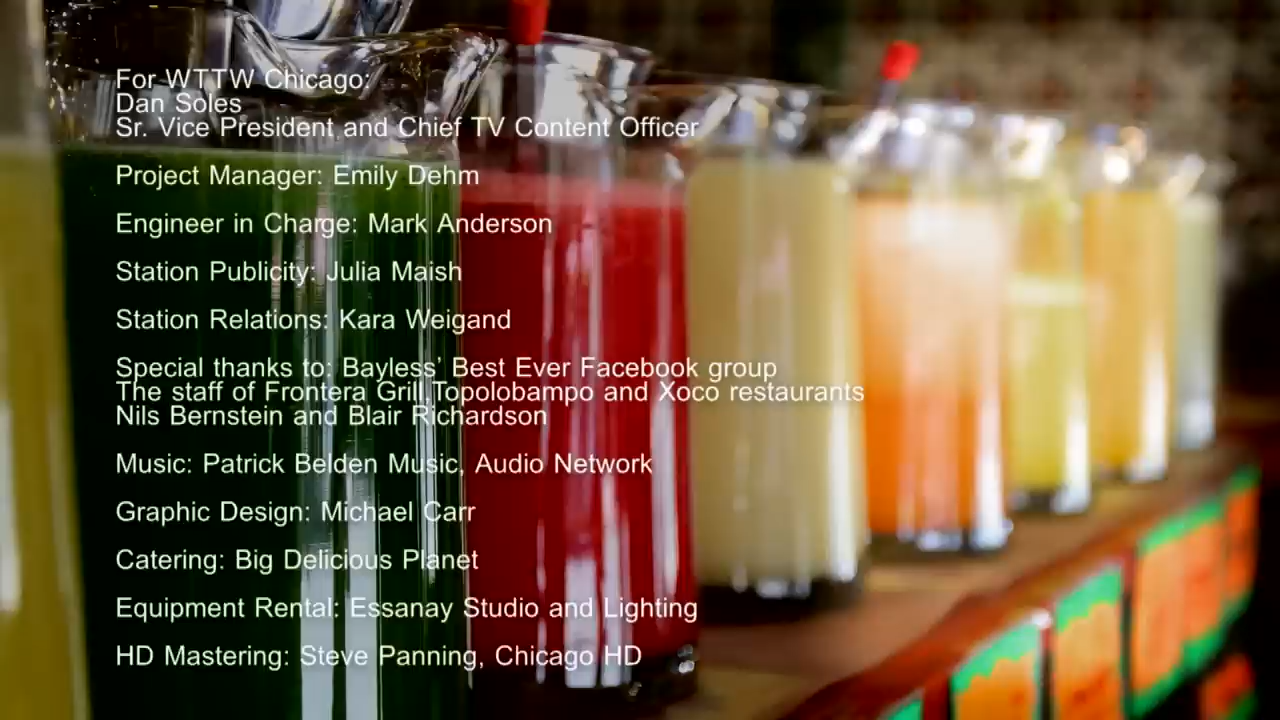 For WTTW Chicago:
Dan Soles
Sr. Vice President and Chief TV Content Officer
Project Manager: Emily Dehm
Engineer in Charge: Mark Anderson
Station Publicity: Julia Maish
Station Relations: Kara Weigand
Special thanks to: Bayless’ Best Ever Facebook group
The staff of Frontera Grill,Topolobampo and Xoco restaurants
Nils Bernstein and Blair Richardson
Music: Patrick Belden Music, Audio Network
Graphic Design: Michael Carr
Catering: Big Delicious Planet
Equipment Rental: Essanay Studio and Lighting
HD Mastering: Steve Panning, Chicago HD